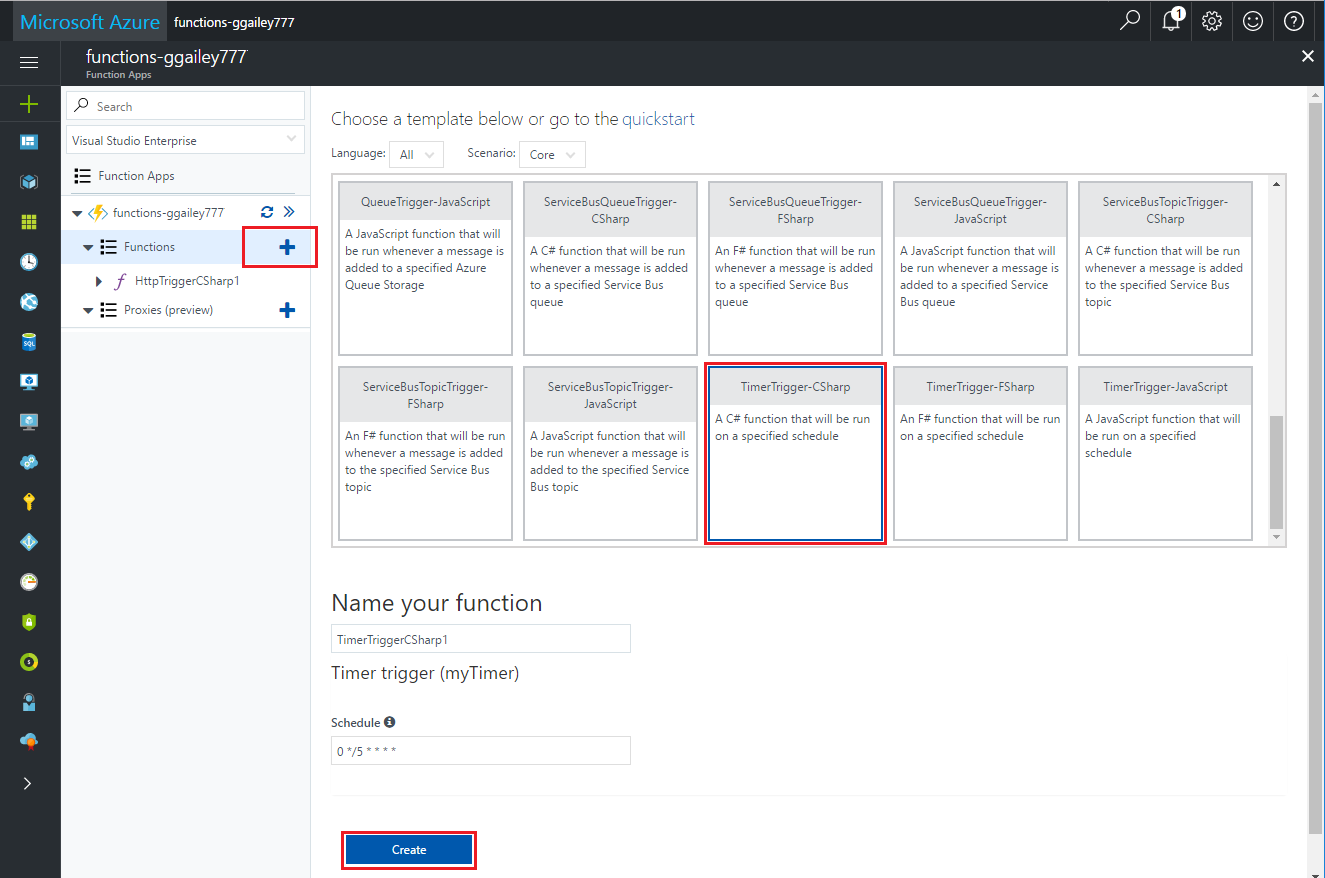 Microsoft Azure functions-ggailey777
1
functions-ggailey777
Function Apps
Search
Visual Studio Enterprise
Function Apps
functions-ggailey777
Functions
HttpTriggerCSharp1
Proxies (preview)
SQL
Choose a template below or go to the quickstart
Language: All Scenario: Core
QueueTrigger-JavaScript
A JavaScript function that will
be run whenever a message is
added to a specified Azure
Queue Storage
ServiceBusQueueTrigger-
CSharp
A C# function that will be run
whenever a message is added
to a specified Service Bus
queue
ServiceBusQueueTrigger-
FSharp
An F# function that will be run
whenever a message is added
to a specified Service Bus
queue
ServiceBusQueueTrigger-
JavaScript
A JavaScript function that will
be run whenever a message is
added to a specified Service
Bus queue
ServiceBusTopicTrigger-
CSharp
A C# function that will be run
whenever a message is added
to the specified Service Bus
topic
ServiceBusTopicTrigger-
FSharp
An F# function that will be run
whenever a message is added
to the specified Service Bus
topic
ServiceBusTopicTrigger-
JavaScript
A JavaScript function that will
be run whenever a message is
added to the specified Service
Bus topic
TimerTrigger-CSharp
A C# function that will be run
on a specified schedule
TimerTrigger-FSharp
An F# function that will be run
on a specified schedule
TimerTrigger-JavaScript
A JavaScript function that will
be run on a specified
schedule
Name your function
TimerTriggerCSharp1
Timer trigger (myTimer)
Schedule
0 */5 * * * *
Create